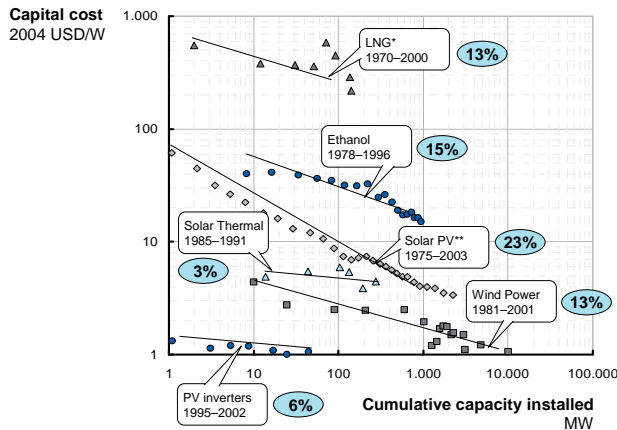 Capital cost
2004 USD/W
1.000
LNG*
1970–2000
13%
100
Ethanol
1978–1996
15%
Solar Thermal
1985–1991
10
Solar PV**
1975–2003
23%
3%
Wind Power
1981–2001
13%
1
1
10
100
1.000
10.000
100.000
PV inverters
1995–2002
6%
Cumulative capacity installed
MW